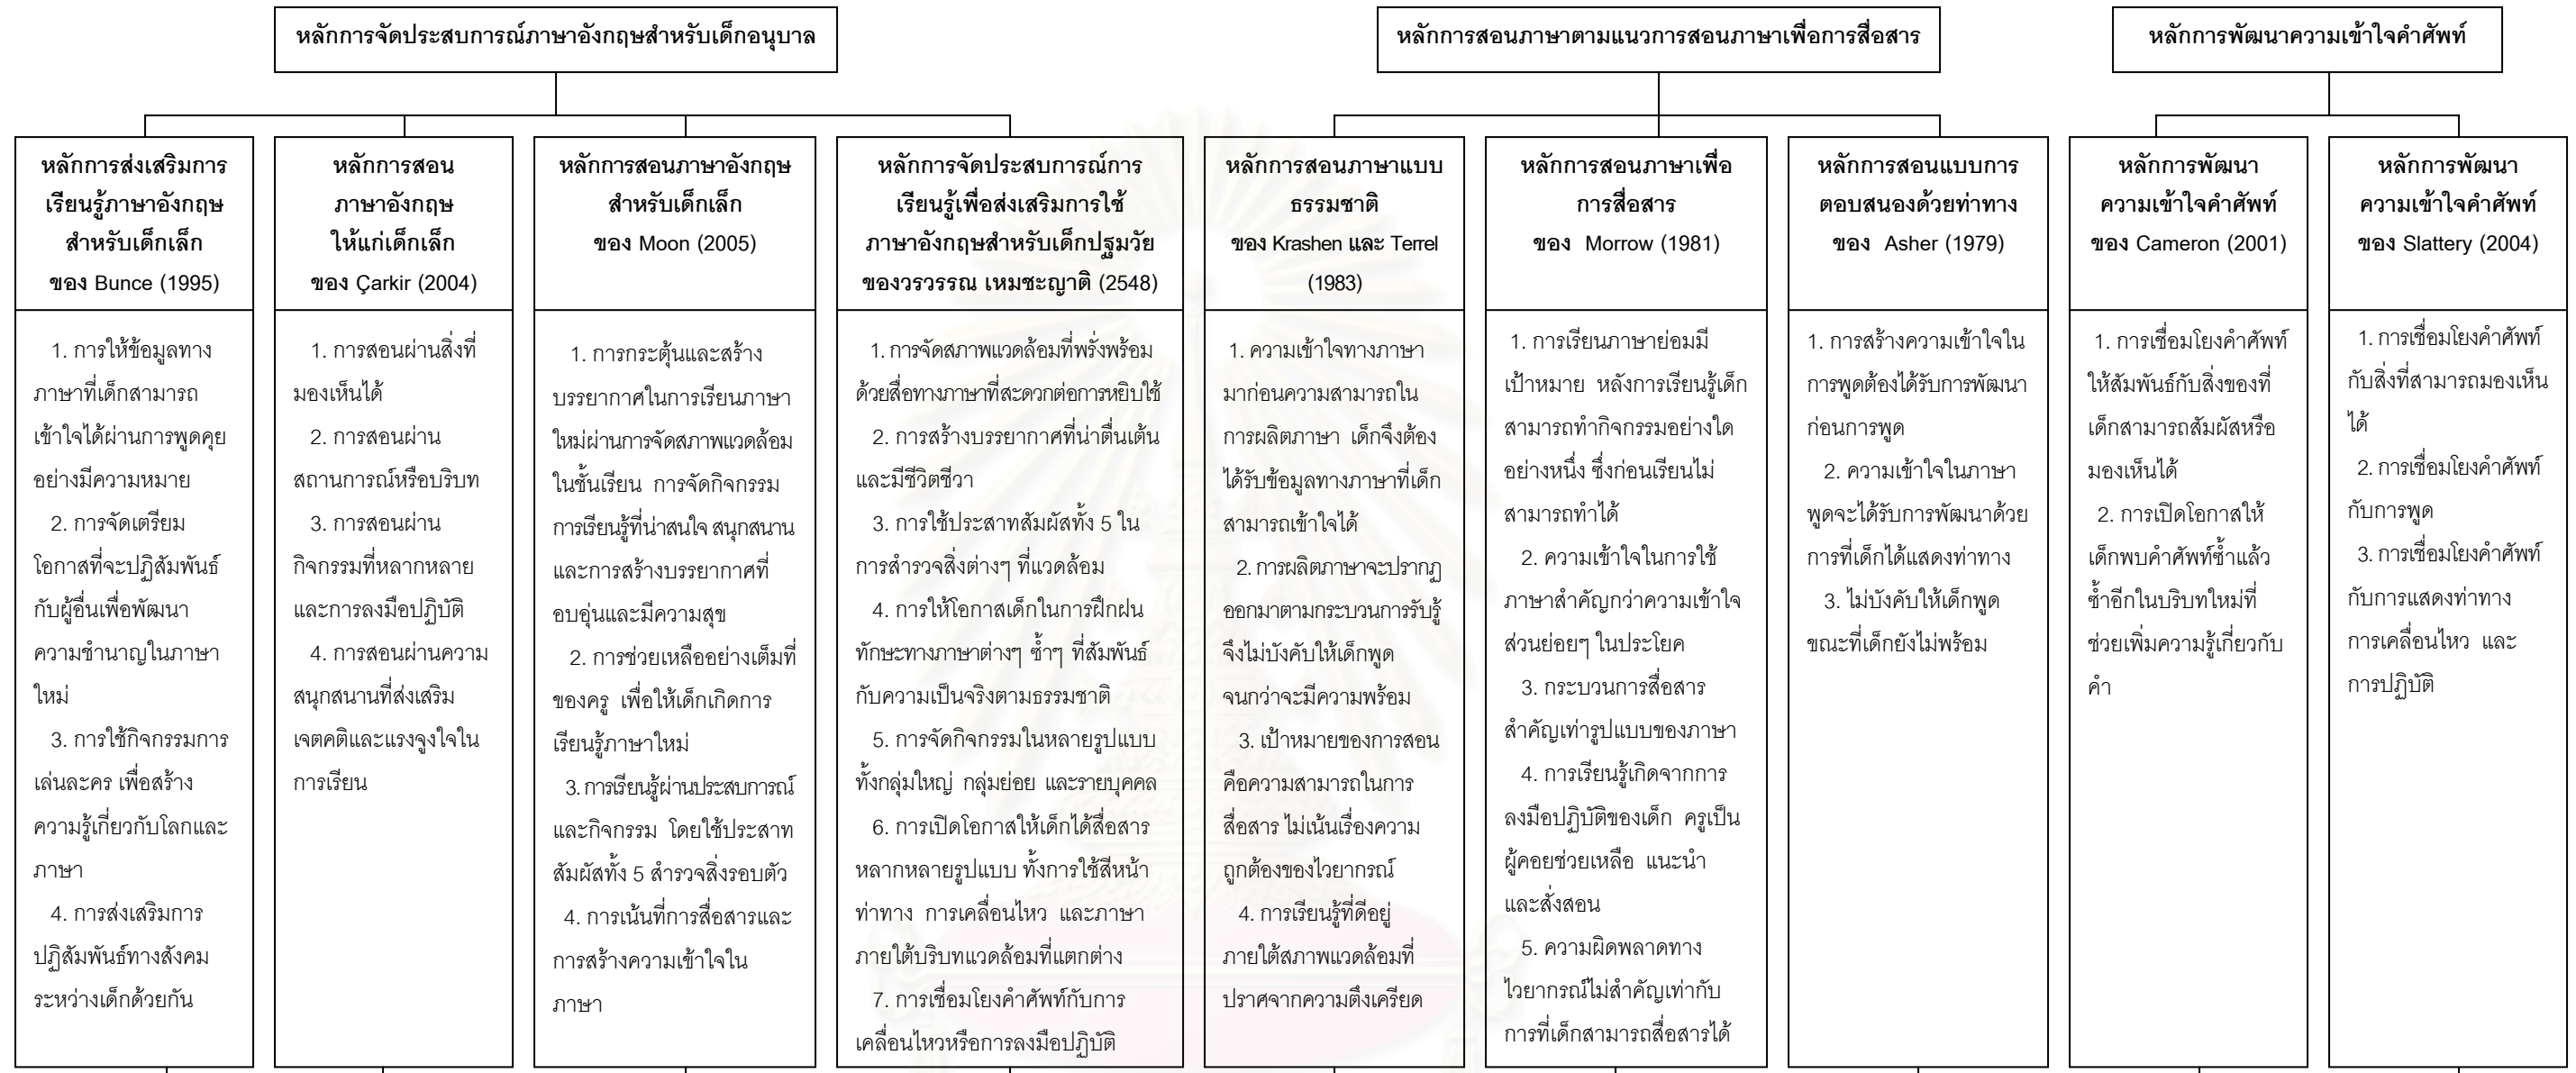 หลักการจัดประสบการณ์ภาษาอังกฤษสำหรับเด็กอนุบาล
หลักการส่งเสริมการ
เรียนรู้ภาษาอังกฤษ
สำหรับเด็กเล็ก
ของ Bunce (1995)
1. การให้ข้อมูลทาง
ภาษาที่เด็กสามารถ
เข้าใจได้ผ่านการพูดคุย
อย่างมีความหมาย
2. การจัดเตรียม
โอกาสที่จะปฏิสัมพันธ์
กับผู้อื่นเพื่อพัฒนา
ความชำนาญในภาษา
ใหม่
3. การใช้กิจกรรมการ
เล่นละคร เพื่อสร้าง
ความรู้เกี่ยวกับโลกและ
ภาษา
4. การส่งเสริมการ
ปฏิสัมพันธ์ทางสังคม
ระหว่างเด็กด้วยกัน
หลักการสอน
ภาษาอังกฤษ
ให้แก่เด็กเล็ก
ของ Çarkir (2004)
1. การสอนผ่านสิ่งที่
มองเห็นได้
2. การสอนผ่าน
สถานการณ์หรือบริบท
3. การสอนผ่าน
กิจกรรมที่หลากหลาย
และการลงมือปฏิบัติ
4. การสอนผ่านความ
สนุกสนานที่ส่งเสริม
เจตคติและแรงจูงใจใน
การเรียน
หลักการสอนภาษาอังกฤษ
สำหรับเด็กเล็ก
ของ Moon (2005)
1. การกระตุ้นและสร้าง
บรรยากาศในการเรียนภาษา
ใหม่ผ่านการจัดสภาพแวดล้อม
ในชั้นเรียน การจัดกิจกรรม
การเรียนรู้ที่น่าสนใจ สนุกสนาน
และการสร้างบรรยากาศที่
อบอุ่นและมีความสุข
2. การช่วยเหลืออย่างเต็มที่
ของครู เพื่อให้เด็กเกิดการ
เรียนรู้ภาษาใหม่
3. การเรียนรู้ผ่านประสบการณ์
และกิจกรรม โดยใช้ประสาท
สัมผัสทั้ง 5 สำรวจสิ่งรอบตัว
4. การเน้นที่การสื่อสารและ
การสร้างความเข้าใจใน
ภาษา
หลักการจัดประสบการณ์การ
เรียนรู้เพื่อส่งเสริมการใช้
ภาษาอังกฤษสำหรับเด็กปฐมวัย
ของวรวรรณ เหมชะญาติ (2548)
1. การจัดสภาพแวดล้อมที่พรั่งพร้อม
ด้วยสื่อทางภาษาที่สะดวกต่อการหยิบใช้
2. การสร้างบรรยากาศที่น่าตื่นเต้น
และมีชีวิตชีวา
3. การใช้ประสาทสัมผัสทั้ง 5 ใน
การสำรวจสิ่งต่างๆ ที่แวดล้อม
4. การให้โอกาสเด็กในการฝึกฝน
ทักษะทางภาษาต่างๆ ซ้ำๆ ที่สัมพันธ์
กับความเป็นจริงตามธรรมชาติ
5. การจัดกิจกรรมในหลายรูปแบบ
ทั้งกลุ่มใหญ่ กลุ่มย่อย และรายบุคคล
6. การเปิดโอกาสให้เด็กได้สื่อสาร
หลากหลายรูปแบบ ทั้งการใช้สีหน้า
ท่าทาง การเคลื่อนไหว และภาษา
ภายใต้บริบทแวดล้อมที่แตกต่าง
7. การเชื่อมโยงคำศัพท์กับการ
เคลื่อนไหวหรือการลงมือปฏิบัติ
หลักการสอนภาษาตามแนวการสอนภาษาเพื่อการสื่อสาร
หลักการสอนภาษาแบบ
ธรรมชาติ
ของ Krashen และ Terrel
(1983)
1. ความเข้าใจทางภาษา
มาก่อนความสามารถใน
การผลิตภาษา เด็กจึงต้อง
ได้รับข้อมูลทางภาษาที่เด็ก
สามารถเข้าใจได้
2. การผลิตภาษาจะปรากฏ
ออกมาตามกระบวนการรับรู้
จึงไม่บังคับให้เด็กพูด
จนกว่าจะมีความพร้อม
3. เป้าหมายของการสอน
คือความสามารถในการ
สื่อสาร ไม่เน้นเรื่องความ
ถูกต้องของไวยากรณ์
4. การเรียนรู้ที่ดีอยู่
ภายใต้สภาพแวดล้อมที่
ปราศจากความตึงเครียด
หลักการสอนภาษาเพื่อ
การสื่อสาร
ของ Morrow (1981)
1. การเรียนภาษาย่อมมี
เป้าหมาย หลังการเรียนรู้เด็ก
สามารถทำกิจกรรมอย่างใด
อย่างหนึ่ง ซึ่งก่อนเรียนไม่
สามารถทำได้
2. ความเข้าใจในการใช้
ภาษาสำคัญกว่าความเข้าใจ
ส่วนย่อยๆ ในประโยค
3. กระบวนการสื่อสาร
สำคัญเท่ารูปแบบของภาษา
4. การเรียนรู้เกิดจากการ
ลงมือปฏิบัติของเด็ก ครูเป็น
ผู้คอยช่วยเหลือ แนะนำ
และสั่งสอน
5. ความผิดพลาดทาง
ไวยากรณ์ไม่สำคัญเท่ากับ
การที่เด็กสามารถสื่อสารได้
หลักการสอนแบบการ
ตอบสนองด้วยท่าทาง
ของ Asher (1979)
1. การสร้างความเข้าใจใน
การพูดต้องได้รับการพัฒนา
ก่อนการพูด
2. ความเข้าใจในภาษา
พูดจะได้รับการพัฒนาด้วย
การที่เด็กได้แสดงท่าทาง
3. ไม่บังคับให้เด็กพูด
ขณะที่เด็กยังไม่พร้อม
หลักการพัฒนาความเข้าใจคำศัพท์
หลักการพัฒนา
ความเข้าใจคำศัพท์
ของ Cameron (2001)
1. การเชื่อมโยงคำศัพท์
ให้สัมพันธ์กับสิ่งของที่
เด็กสามารถสัมผัสหรือ
มองเห็นได้
2. การเปิดโอกาสให้
เด็กพบคำศัพท์ซ้ำแล้ว
ซ้ำอีกในบริบทใหม่ที่
ช่วยเพิ่มความรู้เกี่ยวกับ
คำ
หลักการพัฒนา
ความเข้าใจคำศัพท์
ของ Slattery (2004)
1. การเชื่อมโยงคำศัพท์
กับสิ่งที่สามารถมองเห็น
ได้
2. การเชื่อมโยงคำศัพท์
กับการพูด
3. การเชื่อมโยงคำศัพท์
กับการแสดงท่าทาง
การเคลื่อนไหว และ
การปฏิบัติ